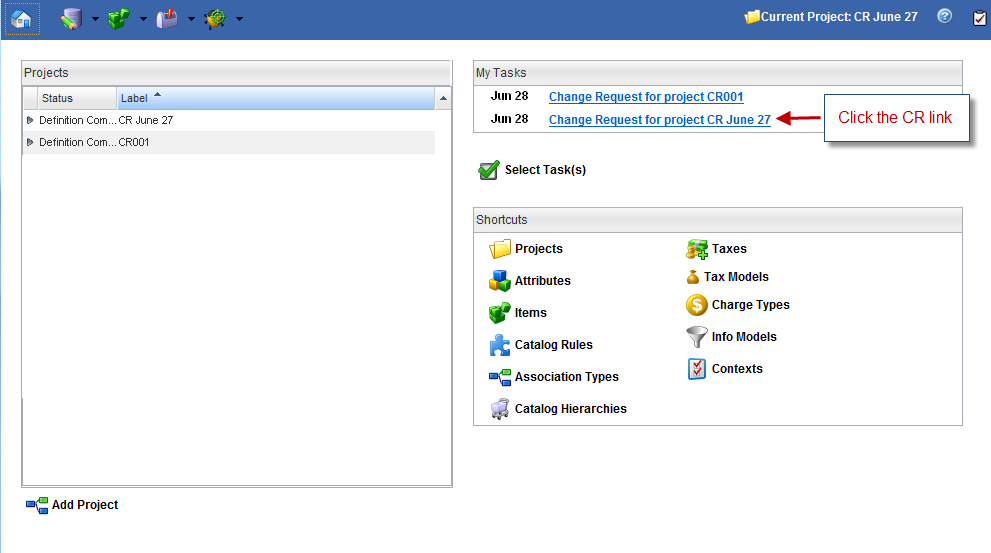 Current Project: CR June 27
Projects
Status Label
Definition Com... CR June 27
Definition Com... CR001
Add Project
My Tasks
Jun 28 Change Request for project CR001
Jun 28 Change Request for project CR June 27
Click the CR link
Select Task(s)
Shortcuts
Projects
Attributes
Items
Catalog Rules
Association Types
Catalog Hierarchies
Taxes
Tax Models
Charge Types
Info Models
Contexts